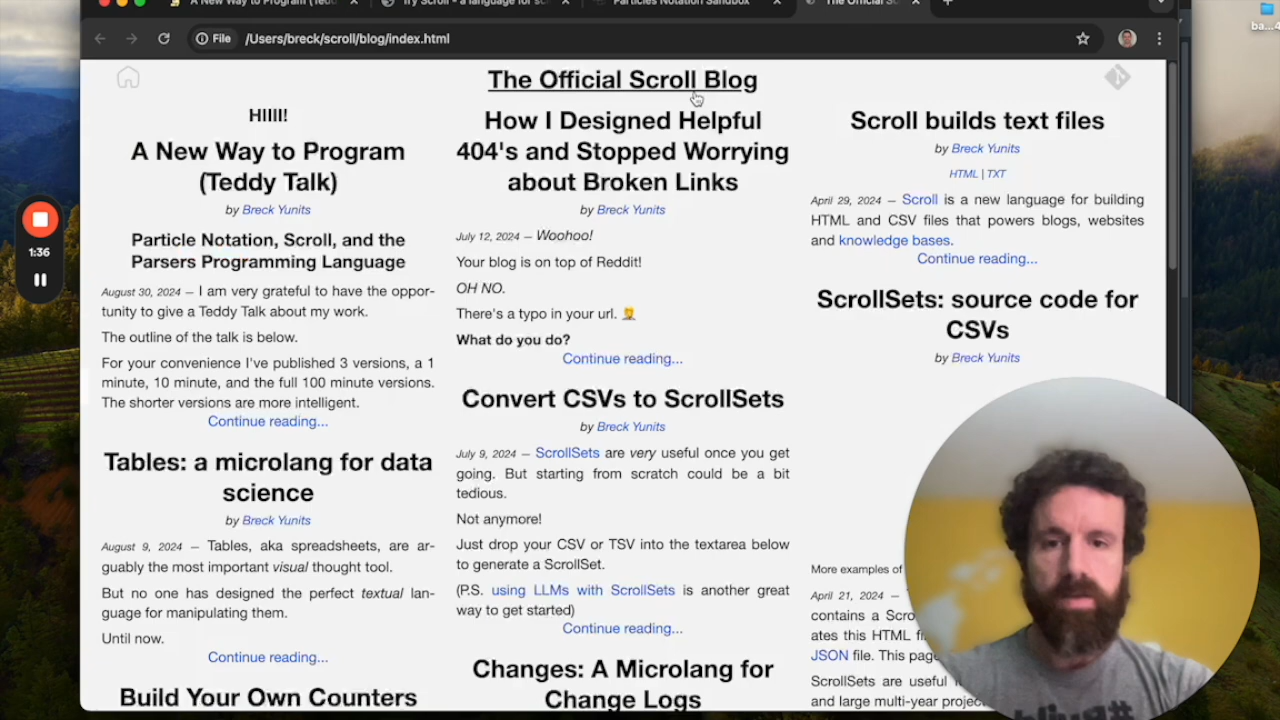 A New Way to Program (Tedd
Try Scroll - a language for sc
Particles Notation Sandbox
The Official Sc
File
/Users/breck/scroll/blog/index.html
ba...4
1:36
The Official Scroll Blog
HIIII!
A New Way to Program
(Teddy Talk)
by Breck Yunits
Particle Notation, Scroll, and the
Parsers Programming Language
August 30, 2024 — I am very grateful to have the oppor-
tunity to give a Teddy Talk about my work.
The outline of the talk is below.
For your convenience I've published 3 versions, a 1
minute, 10 minute, and the full 100 minute versions.
The shorter versions are more intelligent.
Continue reading...
Tables: a microlang for data
science
by Breck Yunits
August 9, 2024 — Tables, aka spreadsheets, are ar-
guably the most important visual thought tool.
But no one has designed the perfect textual lan-
guage for manipulating them.
Until now.
Continue reading...
Build Your Own Counters
How I Designed Helpful
404's and Stopped Worrying
about Broken Links
by Breck Yunits
July 12, 2024 — Woohoo!
Your blog is on top of Reddit!
OH NO.
There's a typo in your url. 🤦
What do you do?
Continue reading...
Convert CSVs to ScrollSets
by Breck Yunits
July 9, 2024 — ScrollSets are very useful once you get
going. But starting from scratch could be a bit
tedious.
Not anymore!
Just drop your CSV or TSV into the textarea below
to generate a ScrollSet.
(P.S. using LLMs with ScrollSets is another great
way to get started)
Continue reading...
Changes: A Microlang for
Change Logs
Scroll builds text files
by Breck Yunits
HTML | TXT
April 29, 2024 — Scroll is a new language for building
HTML and CSV files that powers blogs, websites
and knowledge bases.
Continue reading...
ScrollSets: source code for
CSVs
by Breck Yunits
More examples of
April 21, 2024 —
contains a Scro
ates this HTML fi
JSON file. This page
ScrollSets are useful
and large multi-year projec